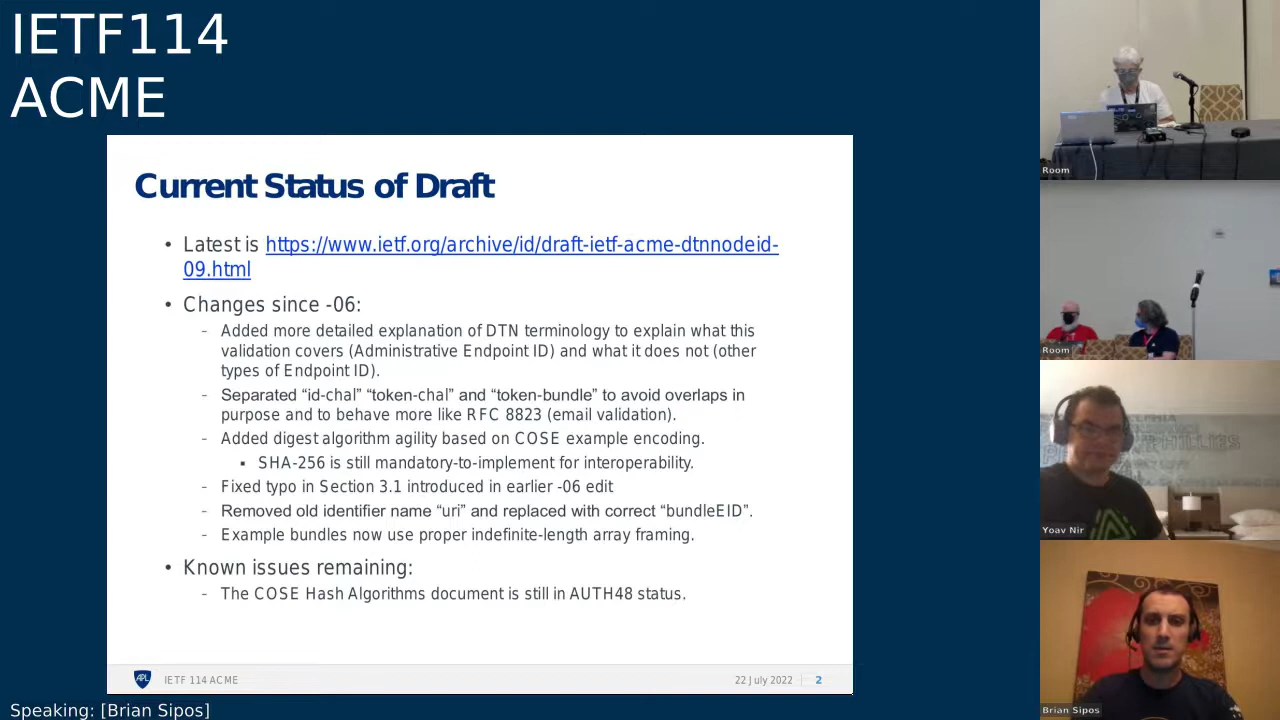 IETF114
ACME
Current Status of Draft
• Latest is https://www.ietf.org/archive/id/draft-ietf-acme-dtnnodeid-
09.html
• Changes since -06:
- Added more detailed explanation of DTN terminology to explain what this
validation covers (Administrative Endpoint ID) and what it does not (other
types of Endpoint ID).
- Separated “id-chal” “token-chal” and “token-bundle” to avoid overlaps in
purpose and to behave more like RFC 8823 (email validation).
- Added digest algorithm agility based on COSE example encoding.
▪ SHA-256 is still mandatory-to-implement for interoperability.
- Fixed typo in Section 3.1 introduced in earlier -06 edit
- Removed old identifier name “uri” and replaced with correct “bundleEID”.
- Example bundles now use proper indefinite-length array framing.
• Known issues remaining:
- The COSE Hash Algorithms document is still in AUTH48 status.
APL
IETF 114 ACME
22 July 2022
2
Speaking: [Brian Sipos]
Room
Room
PHILLIES
Yoav Nir
Brian Sipos